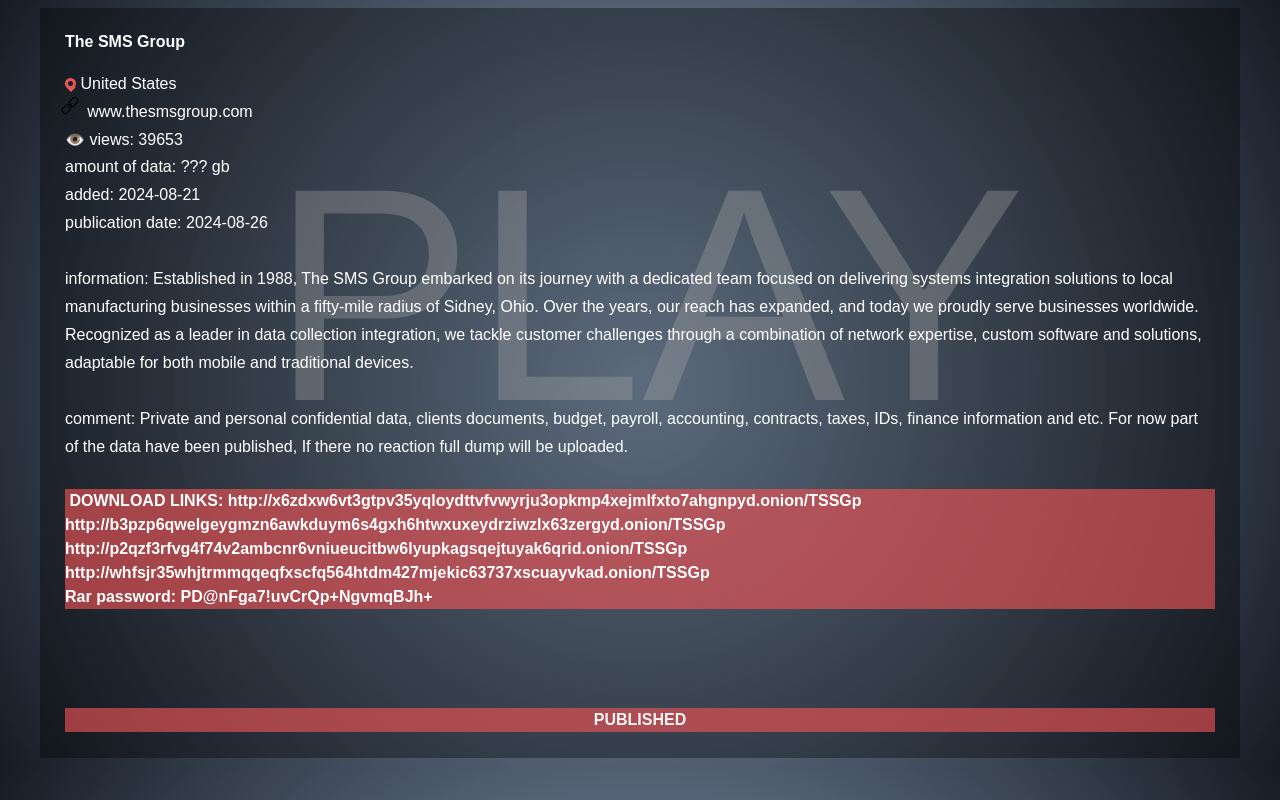 The SMS Group
United States
www.thesmsgroup.com
views: 39653
amount of data: ??? gb
added: 2024-08-21
publication date: 2024-08-26
PLAY
information: Established in 1988, The SMS Group embarked on its journey with a dedicated team focused on delivering systems integration solutions to local
manufacturing businesses within a fifty-mile radius of Sidney, Ohio. Over the years, our reach has expanded, and today we proudly serve businesses worldwide.
Recognized as a leader in data collection integration, we tackle customer challenges through a combination of network expertise, custom software and solutions,
adaptable for both mobile and traditional devices.
comment: Private and personal confidential data, clients documents, budget, payroll, accounting, contracts, taxes, IDs, finance information and etc. For now part
of the data have been published, If there no reaction full dump will be uploaded.
DOWNLOAD LINKS: http://x6zdxw6vt3gtpv35yqloydttvfvwyrju3opkmp4xejmlfxto7ahgnpyd.onion/TSSGp
http://b3pzp6qwelgeygmzn6awkduym6s4gxh6htwxuxeydrziwzlx63zergyd.onion/TSSGp
http://p2qzf3rfvg4f74v2ambcnr6vniueucitbw6lyupkagsqejtuyak6qrid.onion/TSSGp
http://whfsjr35whjtrmmqqeqfxscfq564htdm427mjekic63737xscuayvkad.onion/TSSGp
Rar password: PD@nFga7!uvCrQp+NgvmqBJh+
PUBLISHED